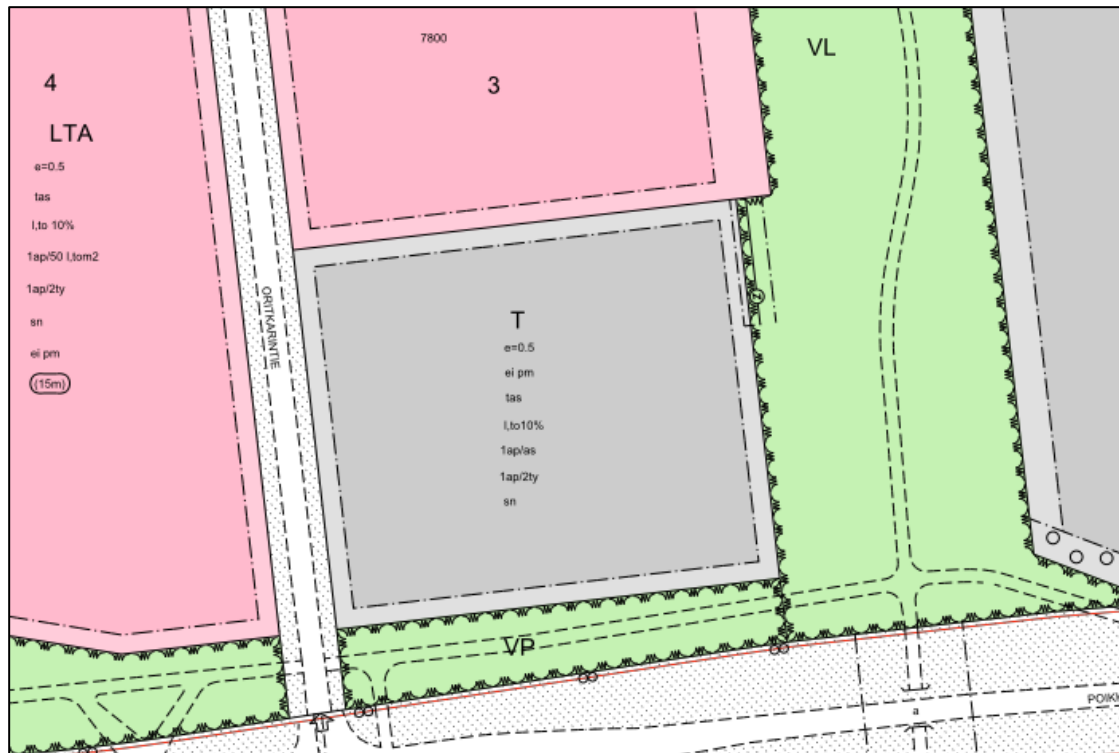 7800
VL
4
3
LTA
e=0.5
tas
l,to 10%
1ap/50 l,tom2
1ap/2ty
sn
ei pm
(15m)
ORITKARINTIE
z
T
e=0.5
ei pm
tas
l,to10%
1ap/as
1ap/2ty
sn
VP
a
POIKK